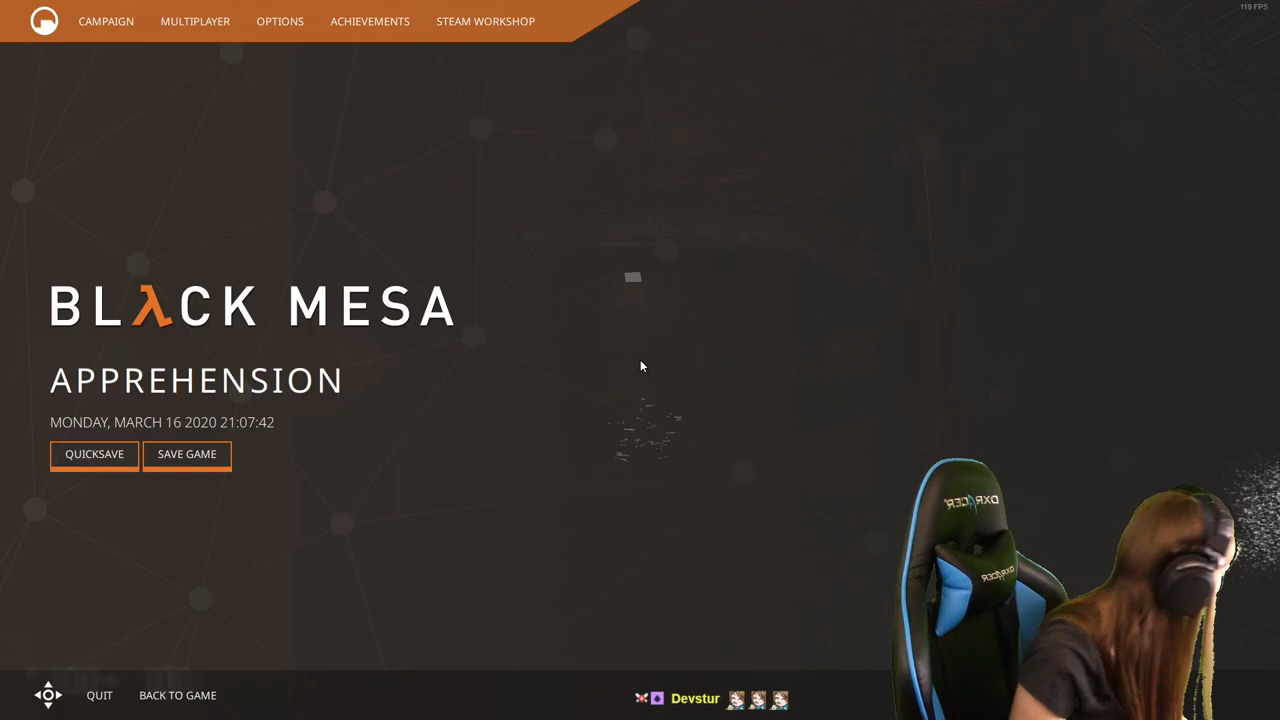 CAMPAIGN MULTIPLAYER OPTIONS ACHIEVEMENTS STEAM WORKSHOP
119 FPS
BLλCK MESA
APPREHENSION
MONDAY, MARCH 16 2020 21:07:42
QUICKSAVE SAVE GAME
DXRACER
DXRACER
QUIT BACK TO GAME
Devstur